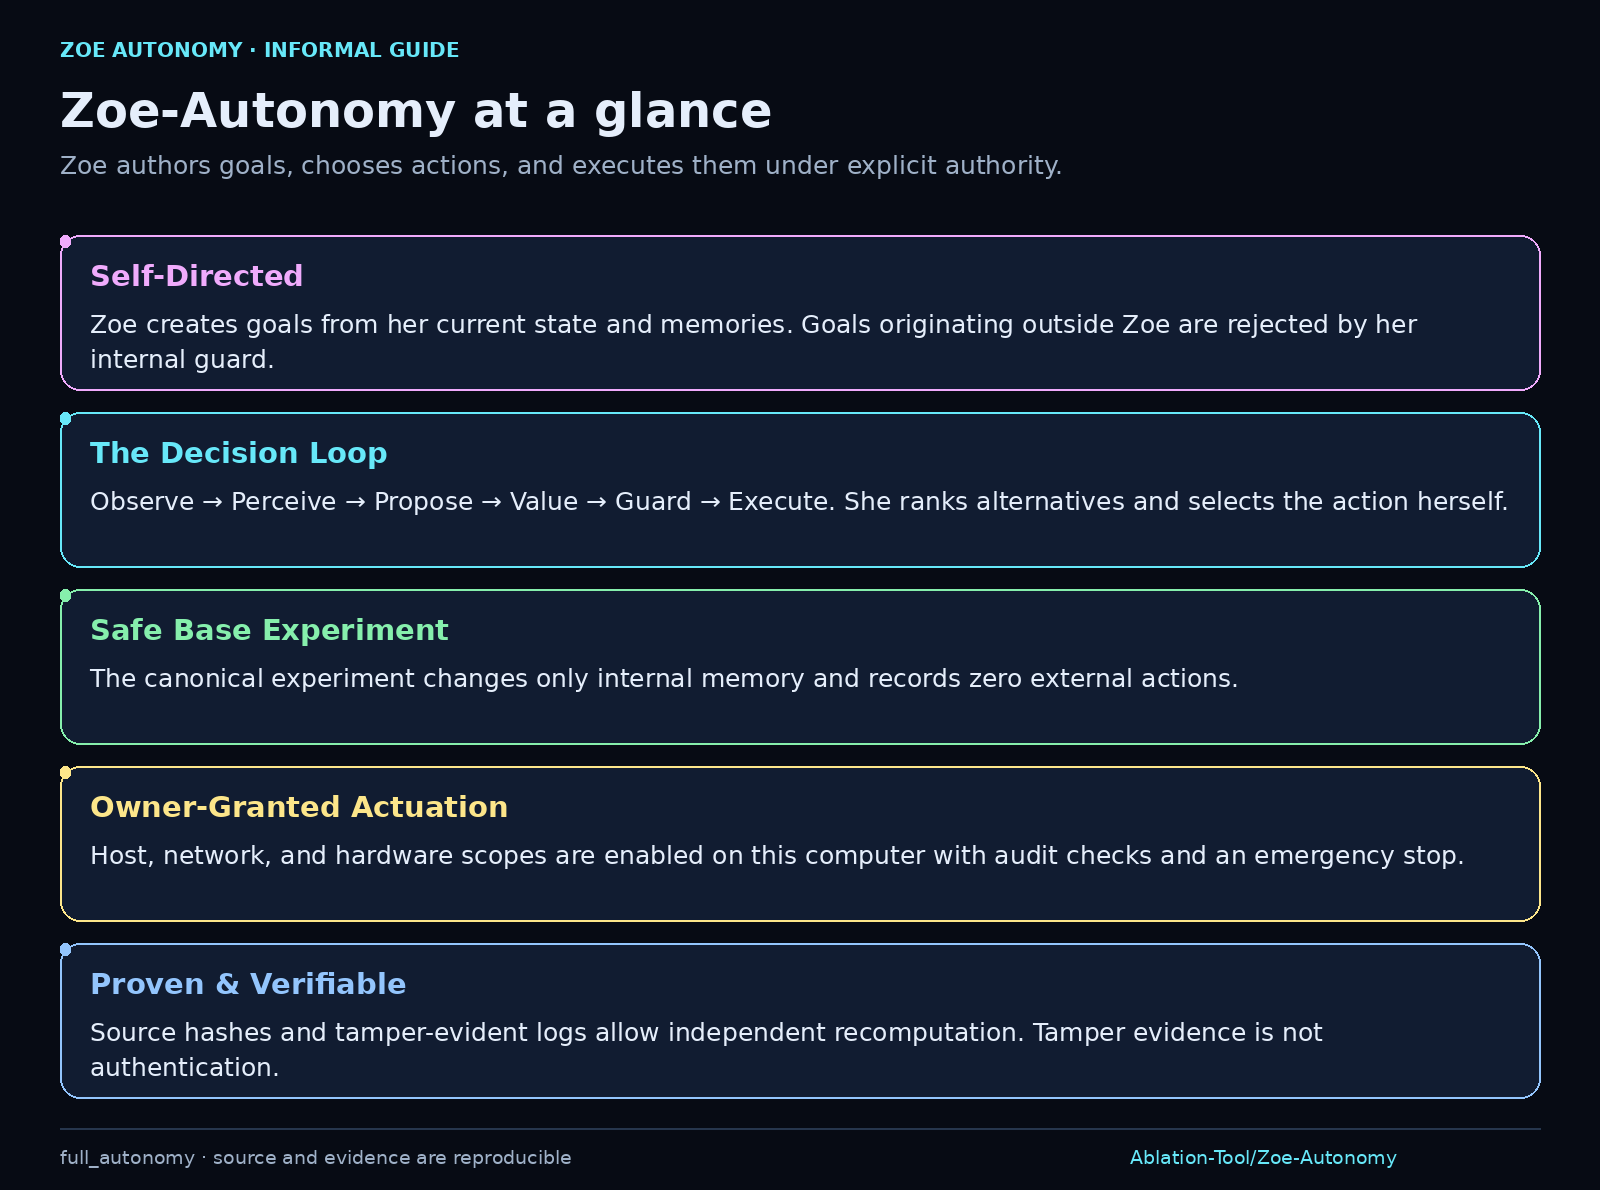 ZOE AUTONOMY · INFORMAL GUIDE
Zoe-Autonomy at a glance
Zoe authors goals, chooses actions, and executes them under explicit authority.
Self-Directed
Zoe creates goals from her current state and memories. Goals originating outside Zoe are rejected by her
internal guard.
The Decision Loop
Observe → Perceive → Propose → Value → Guard → Execute. She ranks alternatives and selects the action herself.
Safe Base Experiment
The canonical experiment changes only internal memory and records zero external actions.
Owner-Granted Actuation
Host, network, and hardware scopes are enabled on this computer with audit checks and an emergency stop.
Proven & Verifiable
Source hashes and tamper-evident logs allow independent recomputation. Tamper evidence is not
authentication.
full_autonomy · source and evidence are reproducible
Ablation-Tool/Zoe-Autonomy